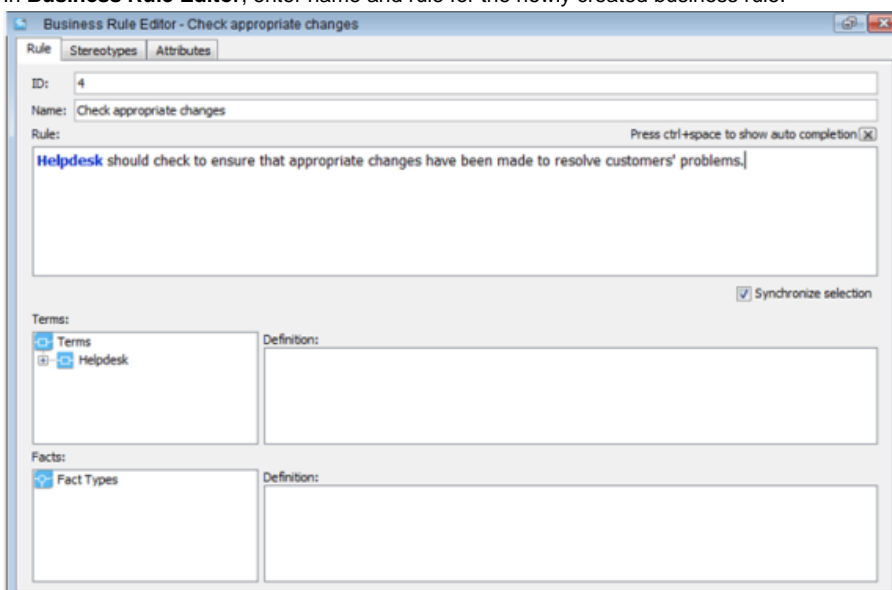 in Business Rule Editor, enter name and rule for the newly created business rule.
Business Rule Editor - Check appropriate changes
Rule Stereotypes Attributes
ID: 4
Name: Check appropriate changes
Rule: Press ctrl+space to show auto completion
Helpdesk should check to ensure that appropriate changes have been made to resolve customers' problems.
Synchronize selection
Terms:
Terms Definition:
Helpdesk
Facts:
Fact Types Definition: